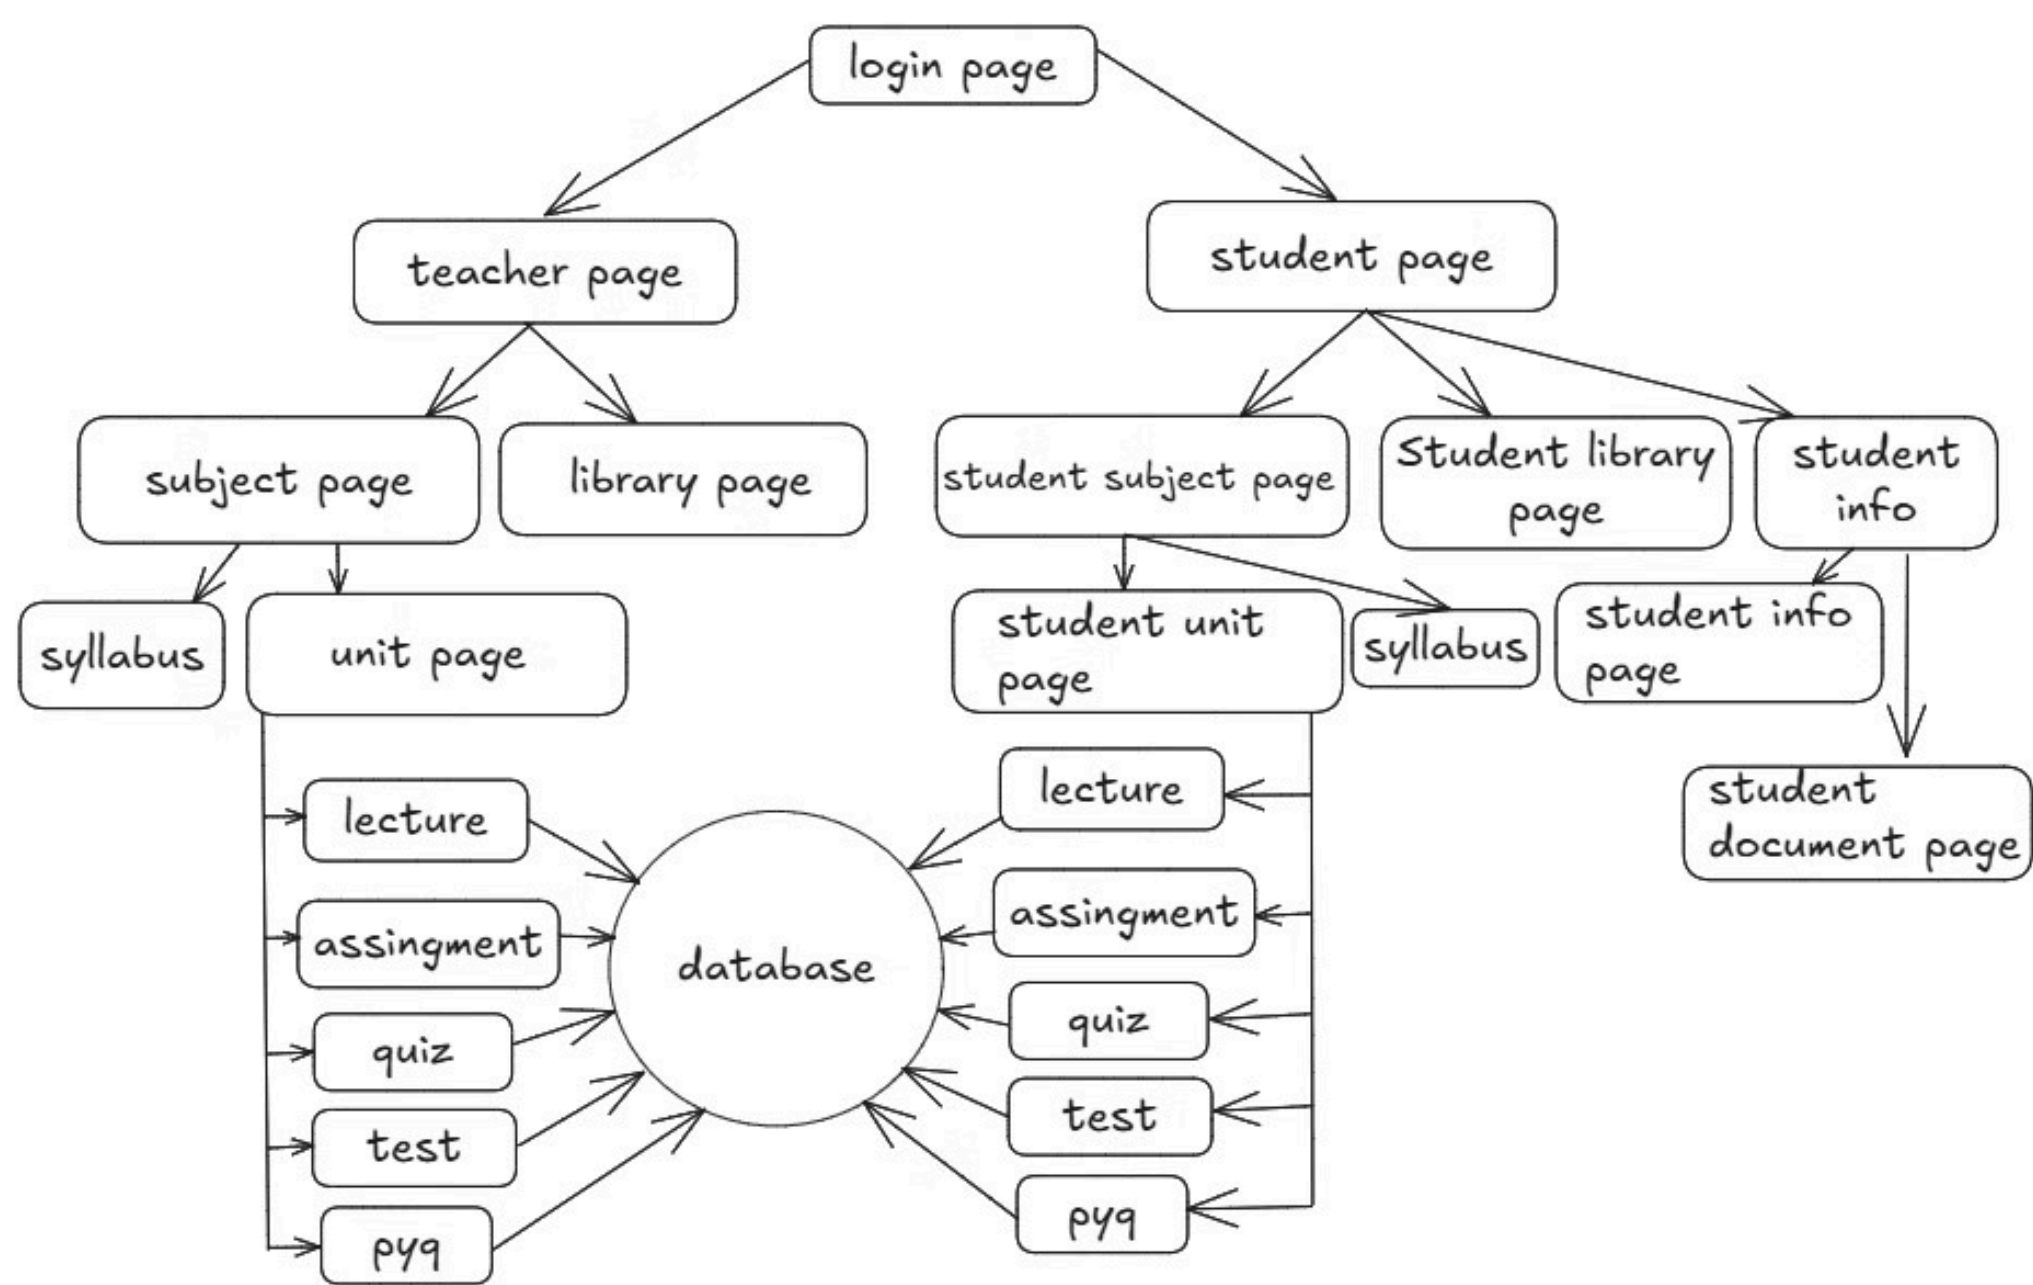 login page
teacher page
student page
subject page
library page
student subject page
Student library
page
student
info
syllabus
unit page
student unit
page
syllabus
student info
page
student
document page
lecture
assingment
quiz
test
pyq
database
lecture
assingment
quiz
test
pyq